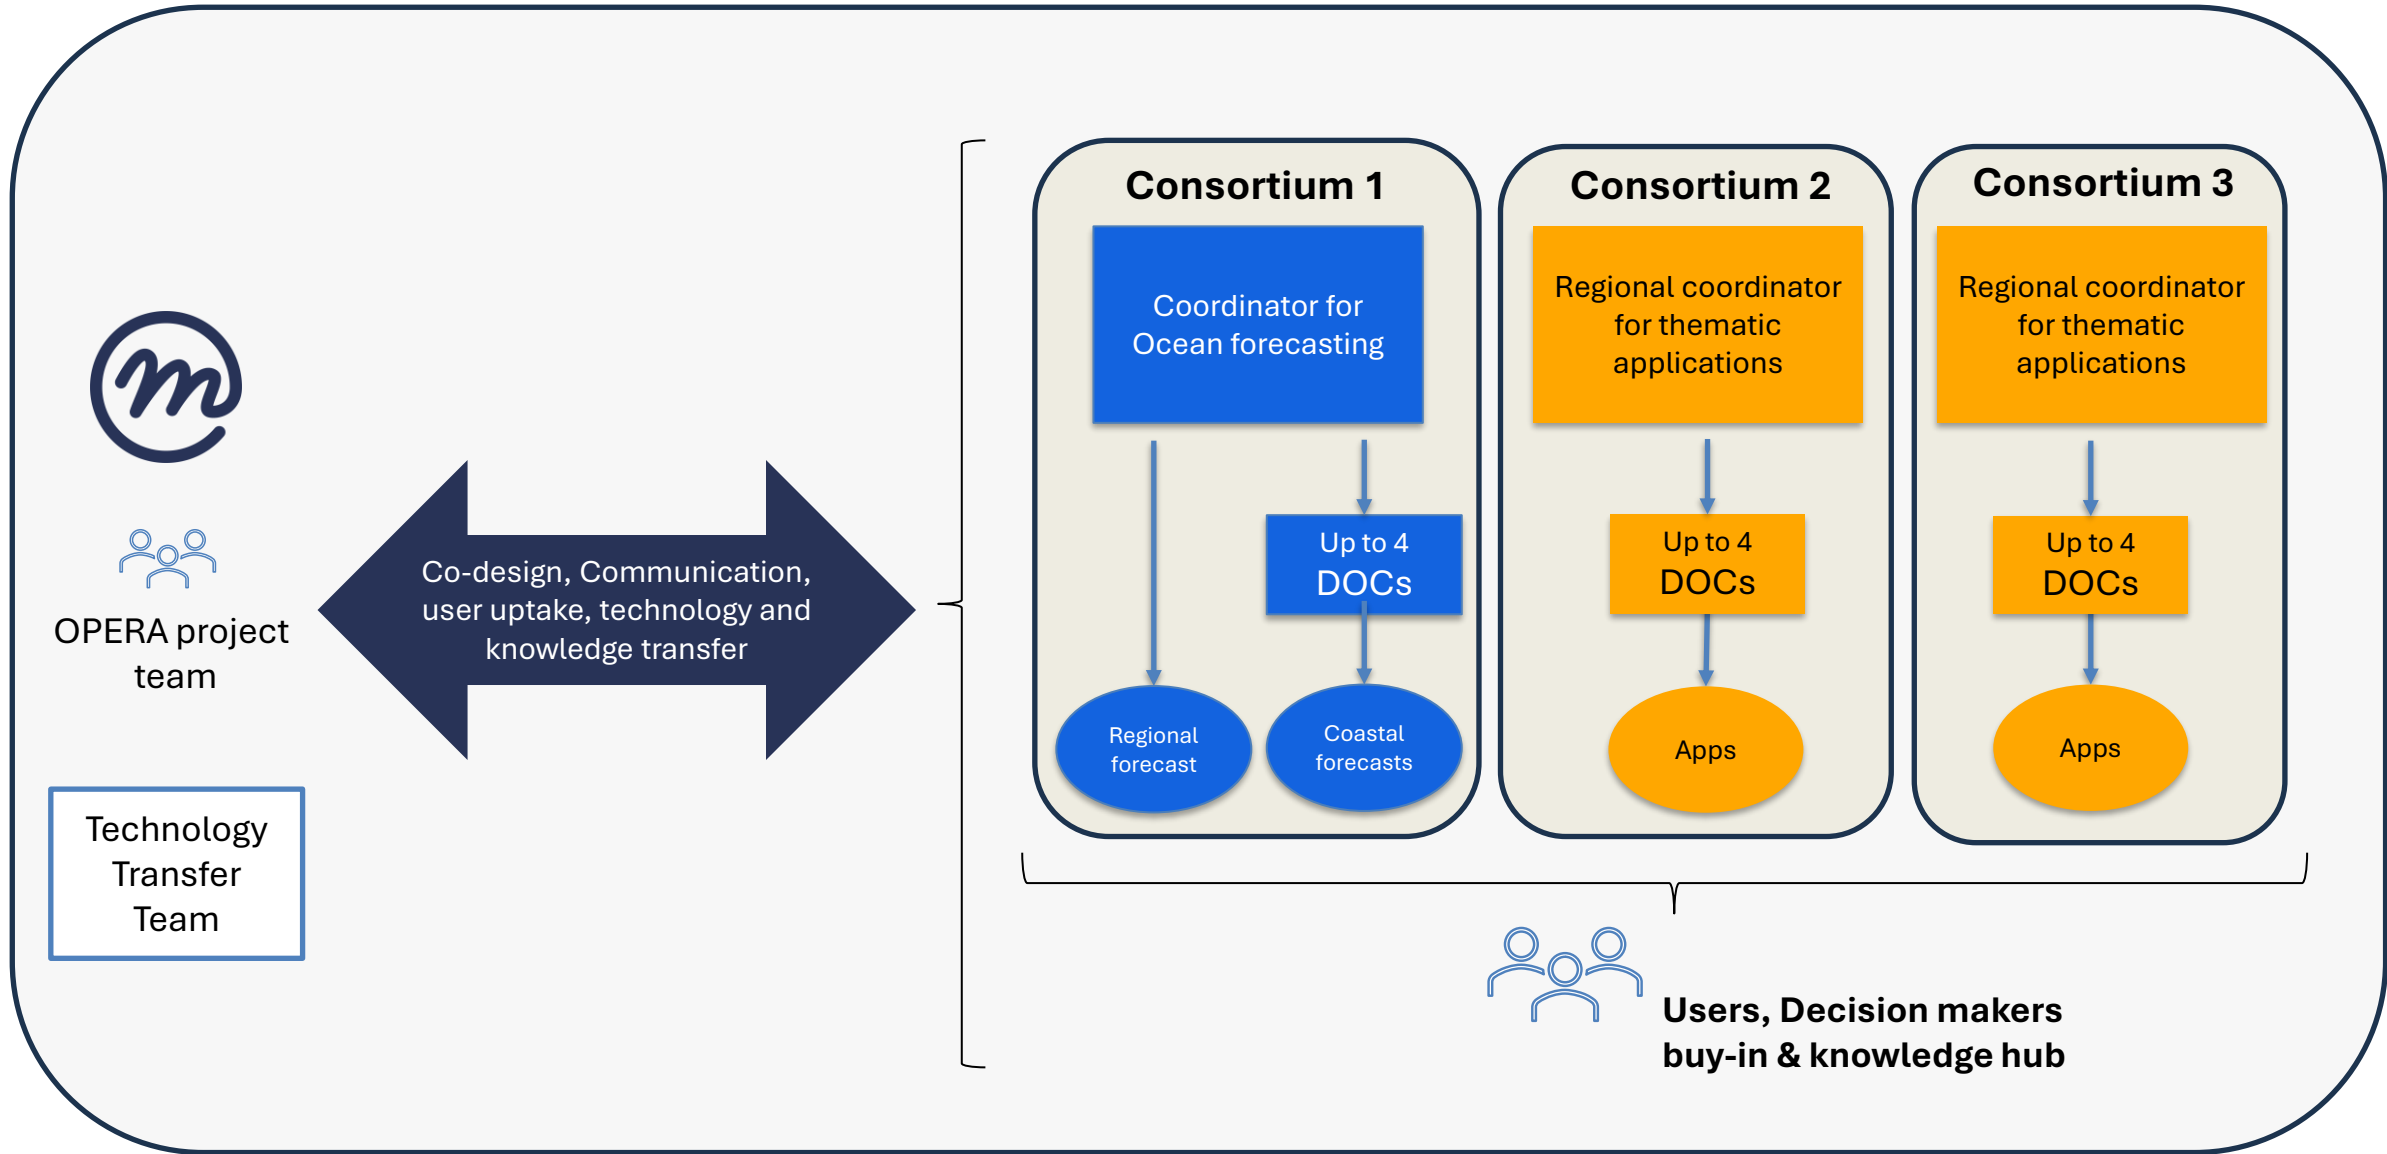 OPERA project
team
Technology
Transfer
Team
Co-design, Communication,
user uptake, technology and
knowledge transfer
Consortium 1
Coordinator for
Ocean forecasting
Up to 4
DOCs
Regional
forecast
Coastal
forecasts
Consortium 2
Regional coordinator
for thematic
applications
Up to 4
DOCs
Apps
Consortium 3
Regional coordinator
for thematic
applications
Up to 4
DOCs
Apps
Users, Decision makers
buy-in & knowledge hub